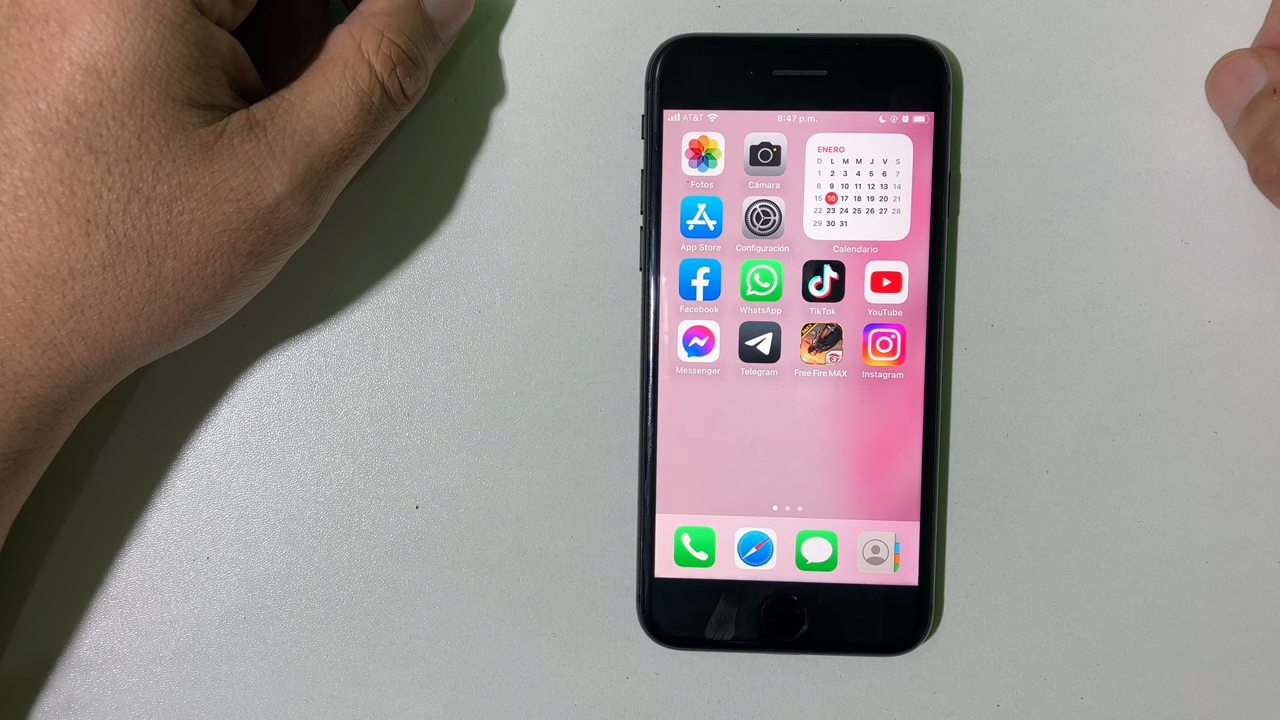 AT&T 8:47 p.m.
Fotos Cámara
ENERO
D L M M J V S
1 2 3 4 5 6 7
8 9 10 11 12 13 14
15 16 17 18 19 20 21
22 23 24 25 26 27 28
29 30 31
App Store Configuración Calendario
Facebook WhatsApp TikTok YouTube
Messenger Telegram Free Fire MAX Instagram